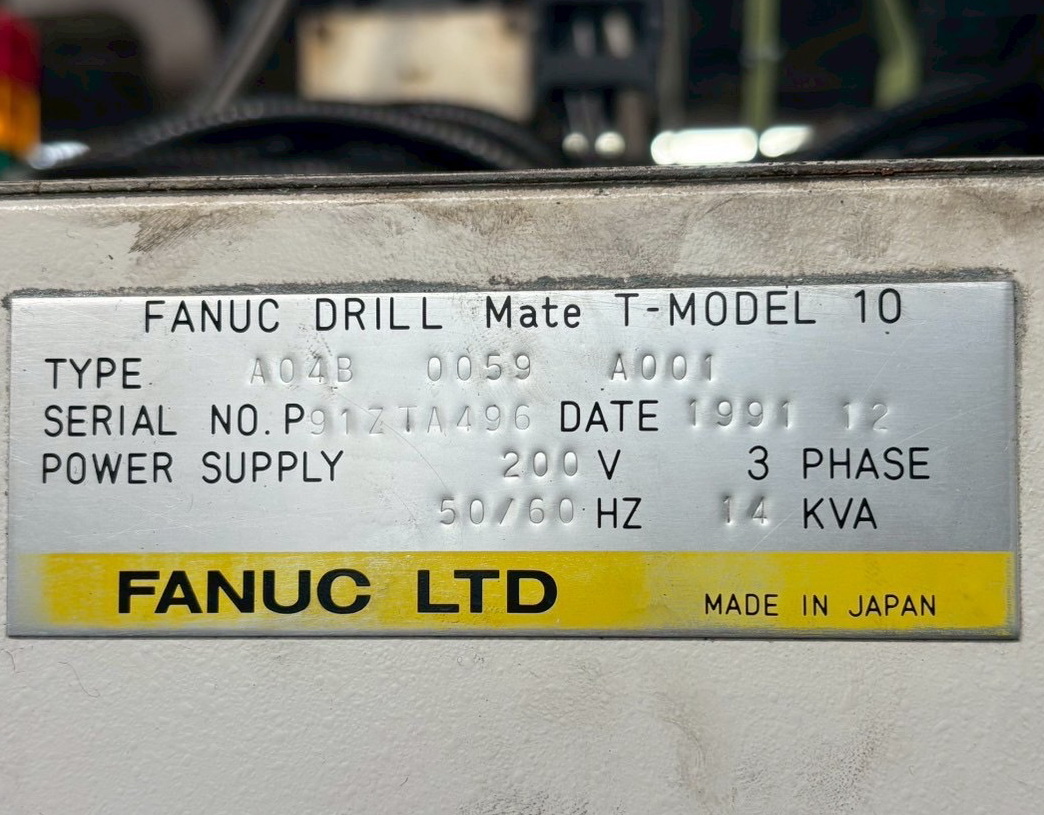 FANUC DRILL Mate T-MODEL 10
TYPE A04B 0059 A001
SERIAL NO. P91ZTA496 DATE 1991 12
POWER SUPPLY 200 V 3 PHASE
50/60 HZ 14 KVA
FANUC LTD MADE IN JAPAN